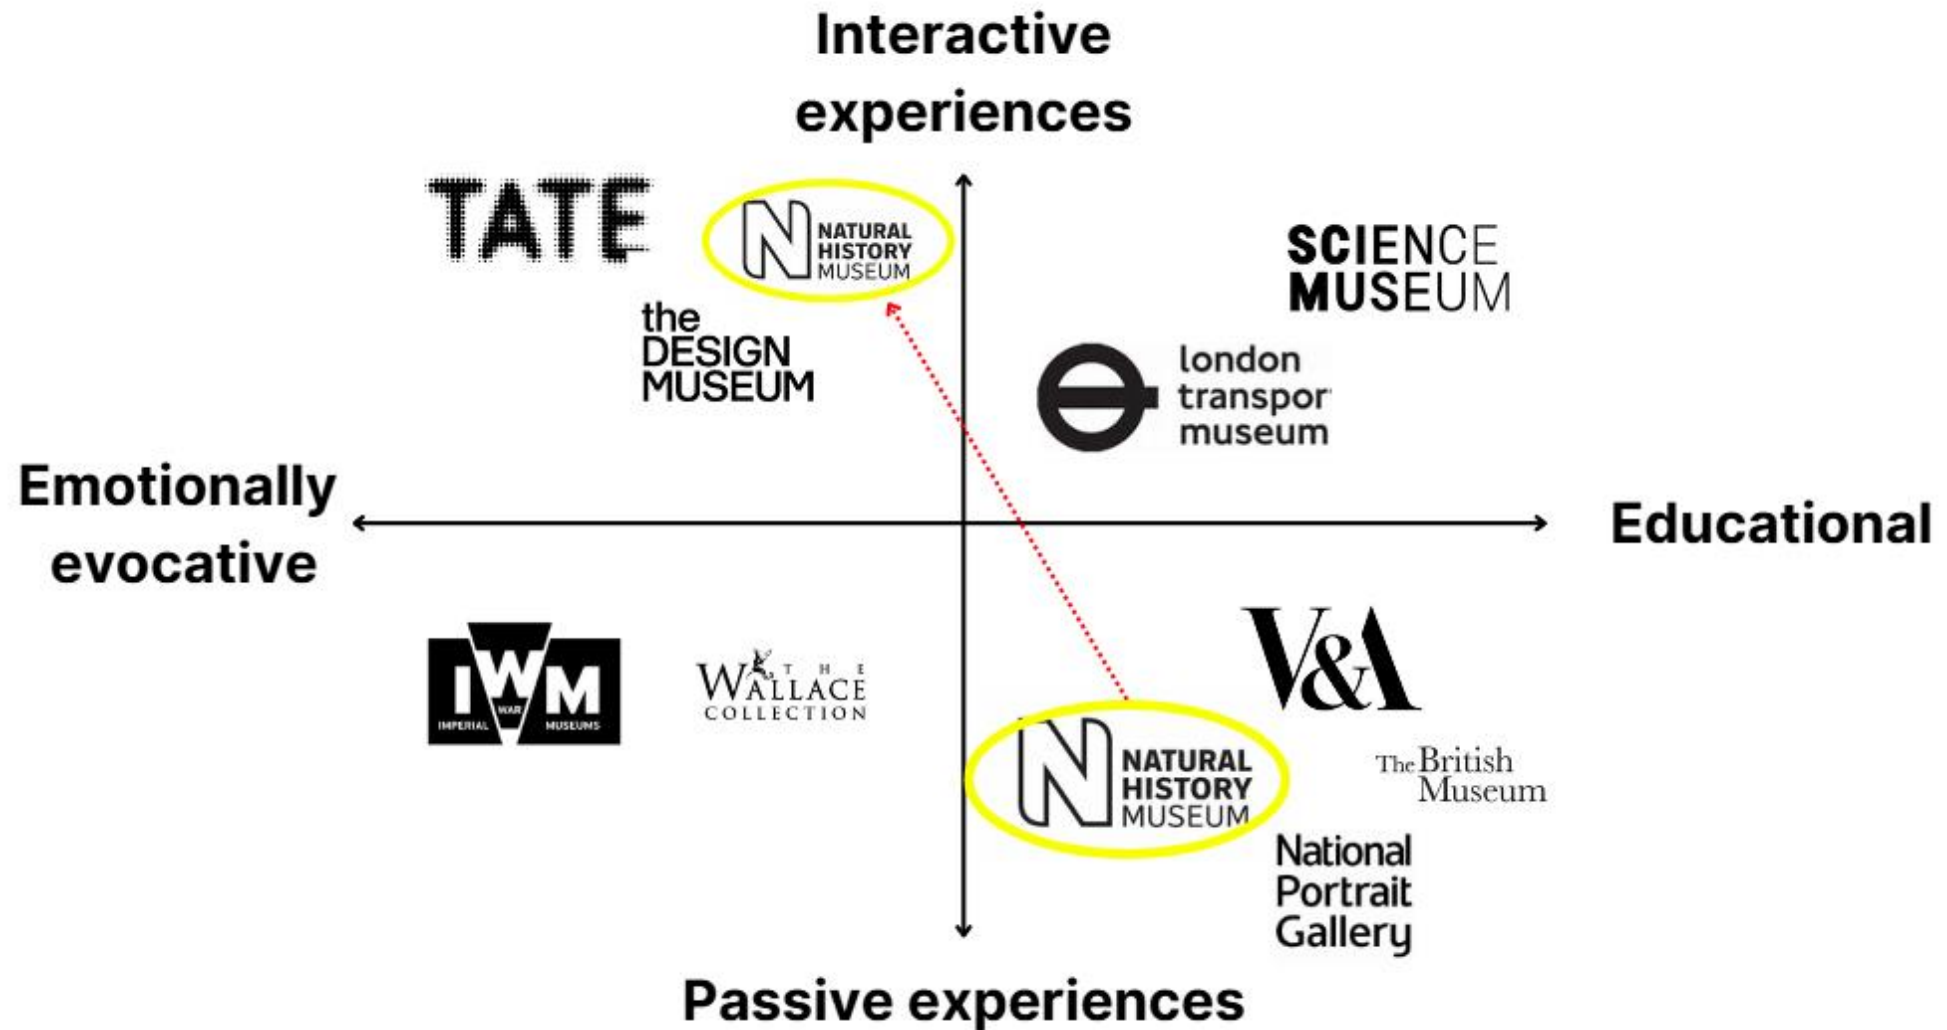 Interactive
experiences
TATE
N NATURAL
HISTORY
MUSEUM
SCIENCE
MUSEUM
the
DESIGN
MUSEUM
london
transpor
museum
Emotionally
evocative
Educational
IWM
IMPERIAL WAR MUSEUMS
THE
WALLACE
COLLECTION
V&A
N NATURAL
HISTORY
MUSEUM
The British
Museum
National
Portrait
Gallery
Passive experiences